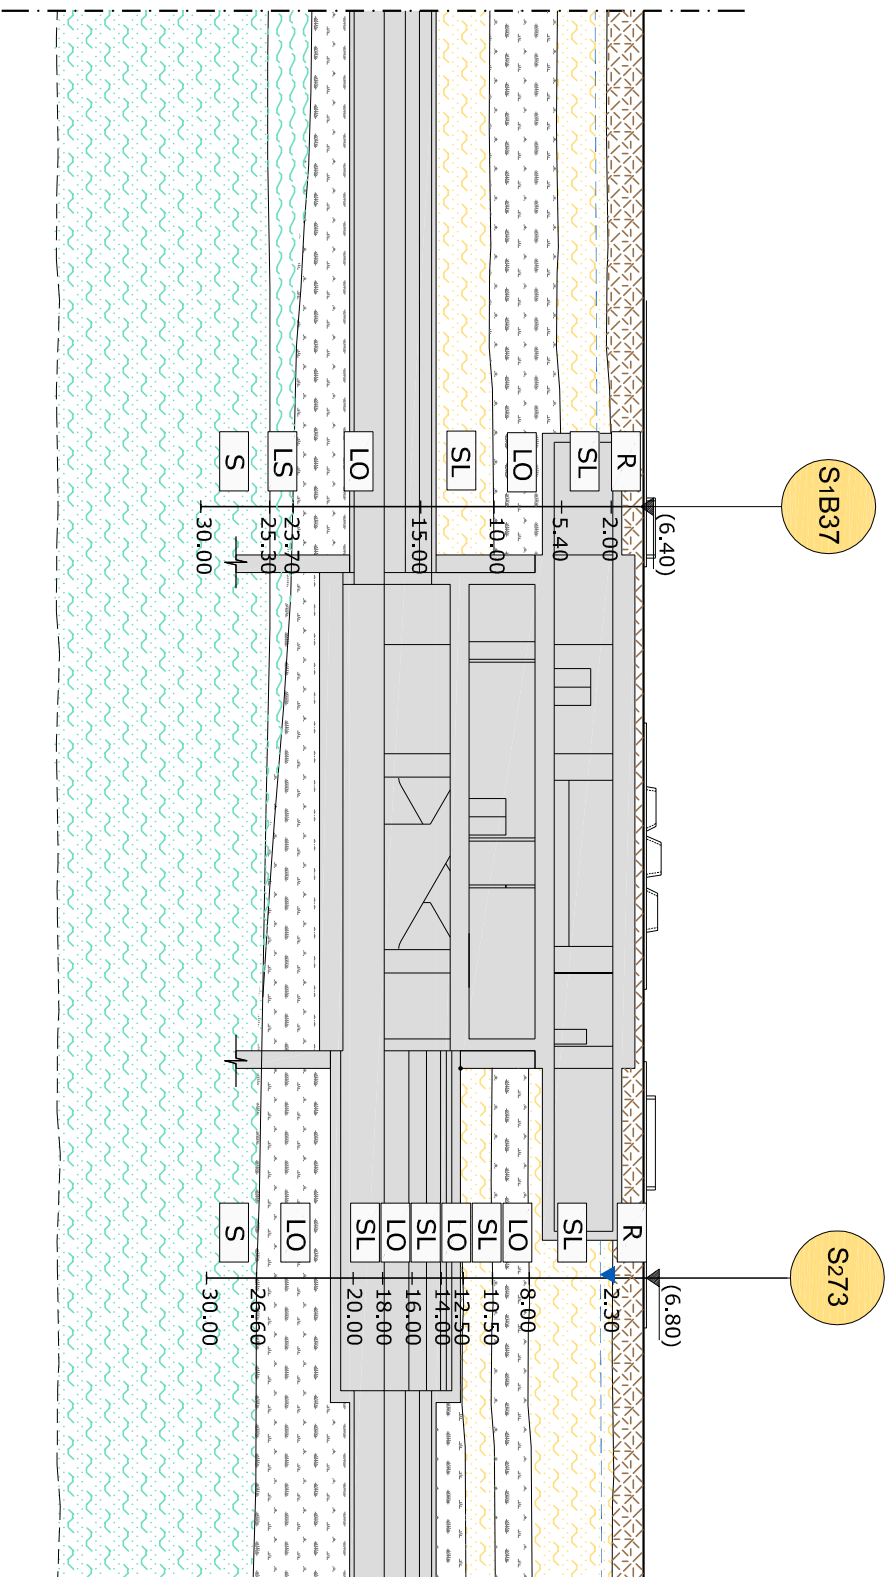 S1B37
(6.40)
R
SL
LO
SL
LO
LS
S
2.00
5.40
10.00
15.00
23.70
25.30
30.00
S273
(6.80)
R
SL
LO
SL
LO
SL
LO
SL
LO
S
2.30
8.00
10.50
12.50
14.00
16.00
18.00
20.00
26.60
30.00